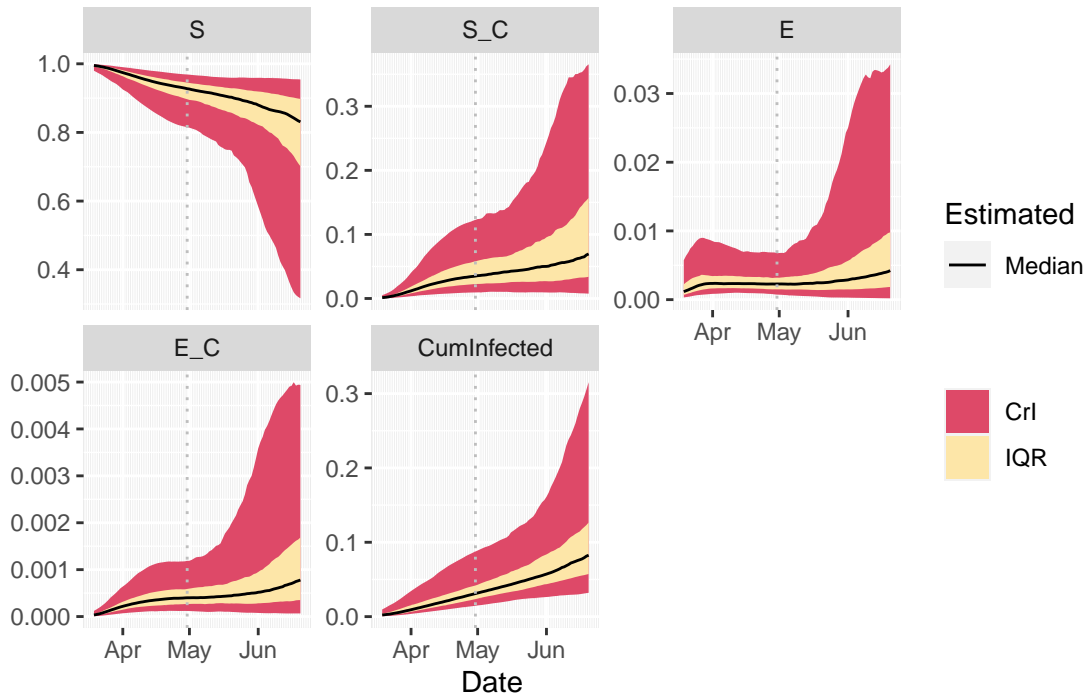 S
S_C
E
1.0
0.8
0.6
0.4
0.3
0.2
0.1
0.0
0.03
0.02
0.01
0.00
Apr May Jun
E_C
CumInfected
0.005
0.004
0.003
0.002
0.001
0.000
0.3
0.2
0.1
0.0
Apr May Jun
Apr May Jun
Date
Estimated
Median
CrI
IQR